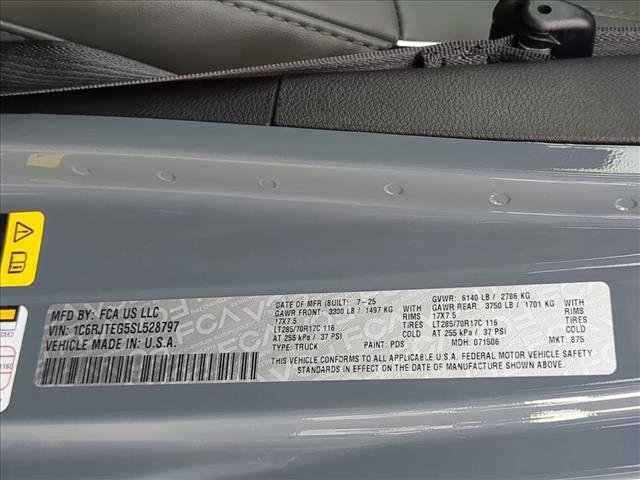 MFD BY: FCA US LLC
VIN: 1C6RJTEG5SL528797
VEHICLE MADE IN: U.S.A.
DATE OF MFR (BUILT): 7-25
GAWR FRONT: 3300 LB / 1497 KG
17X7.5 RIMS
LT285/70R17C 116 TIRES
AT 255 kPa / 37 PSI COLD
TYPE: TRUCK PAINT: PDS
GVWR: 6140 LB / 2786 KG
GAWR REAR: 3750 LB / 1701 KG
17X7.5 RIMS
LT285/70R17C 116 TIRES
AT 255 kPa / 37 PSI COLD
MDH: 071506 MKT: 875
THIS VEHICLE CONFORMS TO ALL APPLICABLE U.S.A. FEDERAL MOTOR VEHICLE SAFETY
STANDARDS IN EFFECT ON THE DATE OF MANUFACTURE SHOWN ABOVE